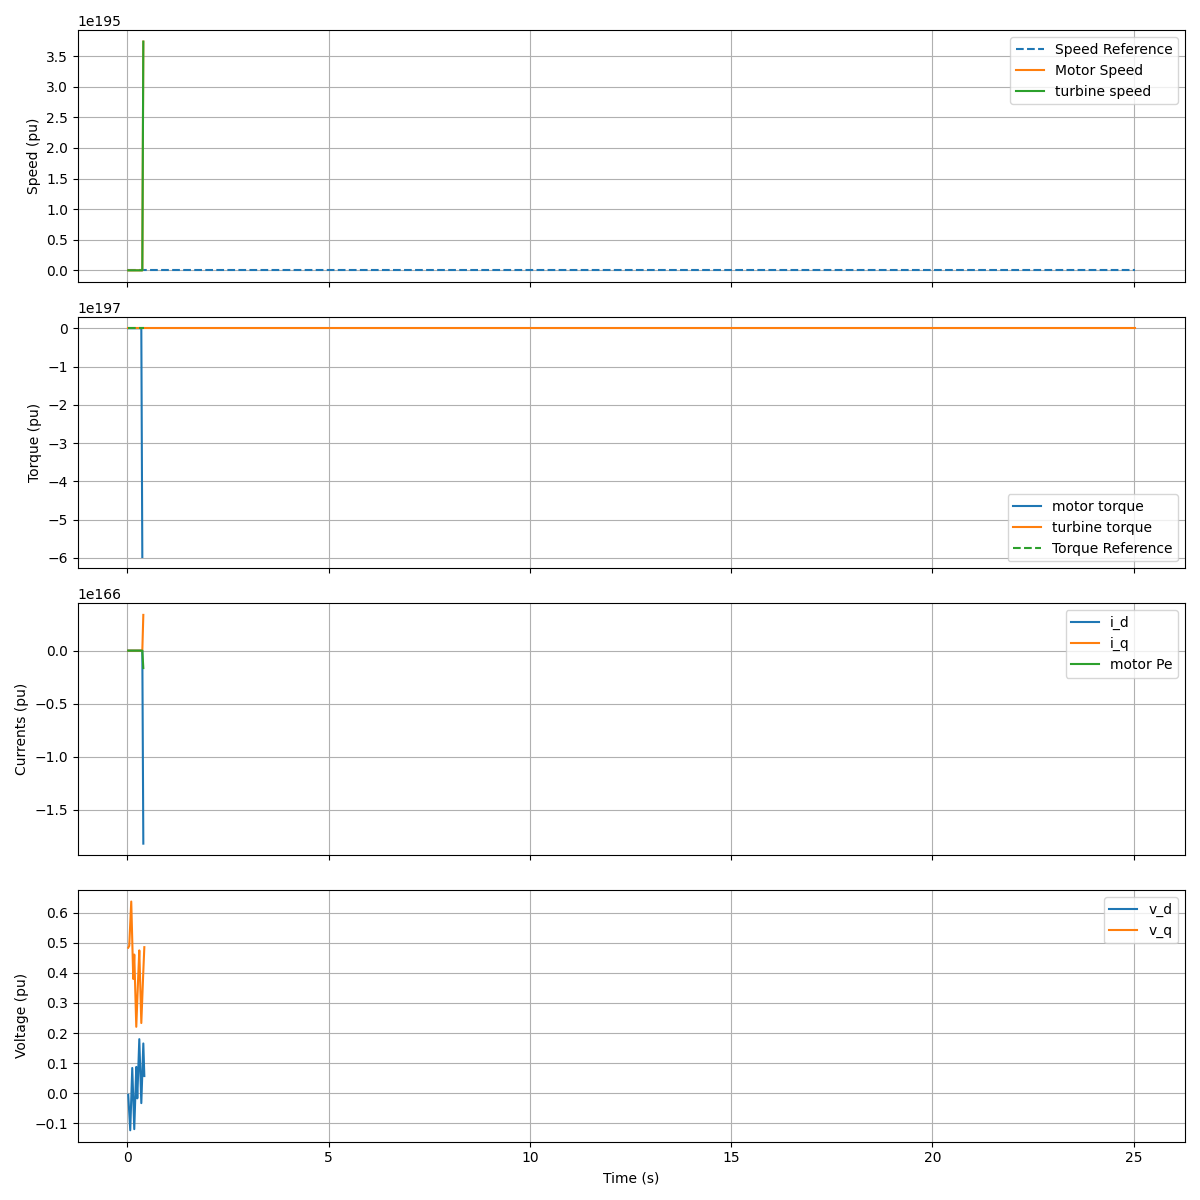 1e195
Speed (pu)
3.5
3.0
2.5
2.0
1.5
1.0
0.5
0.0
Speed Reference
Motor Speed
turbine speed
1e197
Torque (pu)
0
−1
−2
−3
−4
−5
−6
motor torque
turbine torque
Torque Reference
1e166
Currents (pu)
0.0
−0.5
−1.0
−1.5
i_d
i_q
motor Pe
Voltage (pu)
0.6
0.5
0.4
0.3
0.2
0.1
0.0
−0.1
v_d
v_q
0 5 10 15 20 25
Time (s)